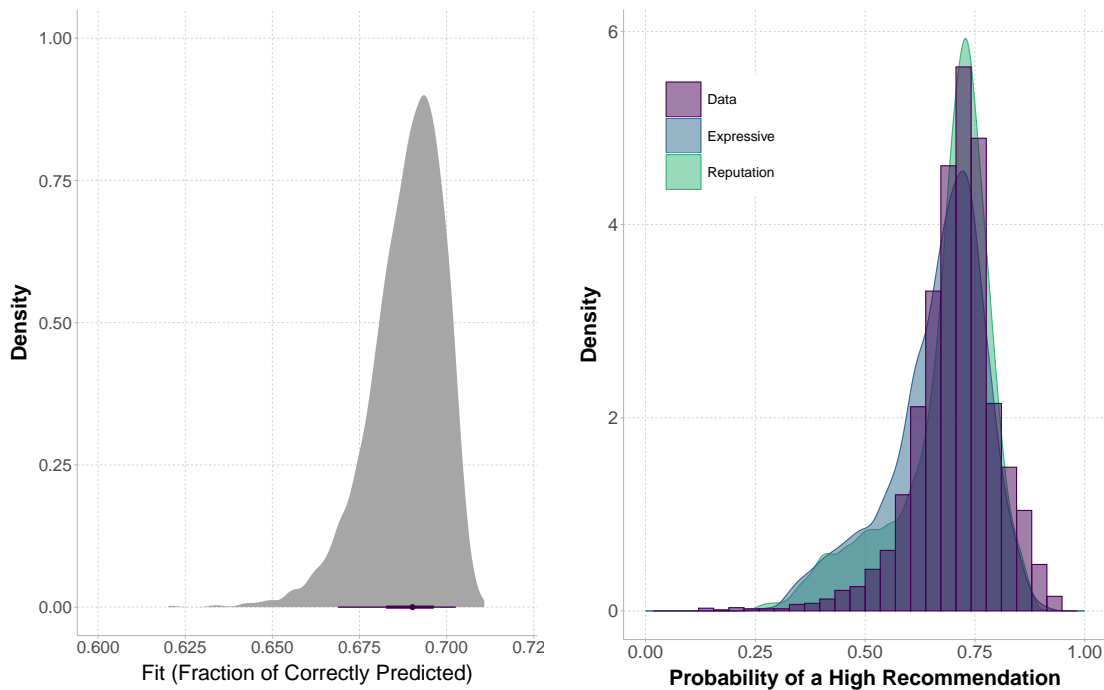 1.00
0.75
0.50
0.25
0.00
Density
0.600
0.625
0.650
0.675
0.700
0.72
Fit (Fraction of Correctly Predicted)
6
4
2
0
Density
Data
Expressive
Reputation
0.00
0.25
0.50
0.75
1.00
Probability of a High Recommendation